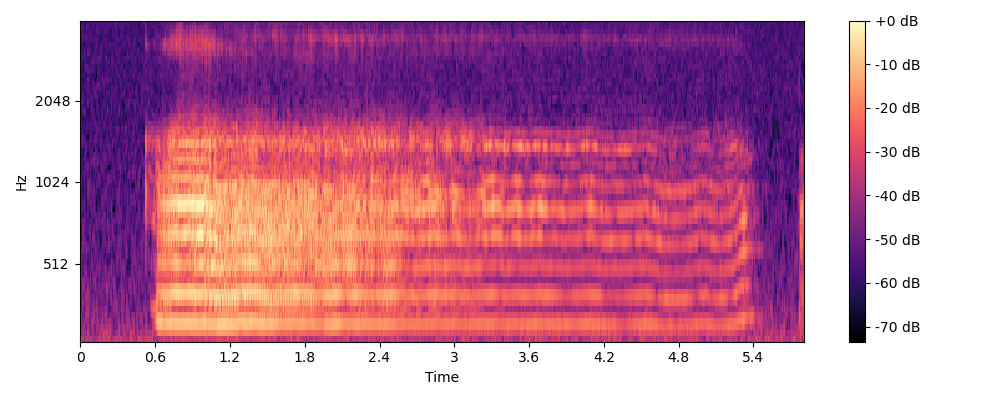 +0 dB
2048
-10 dB
-20 dB
-30 dB
Hz
1024
-40 dB
-50 dB
512
-60 dB
-70 dB
0 0.6 1.2 1.8 2.4 3 3.6 4.2 4.8 5.4
Time